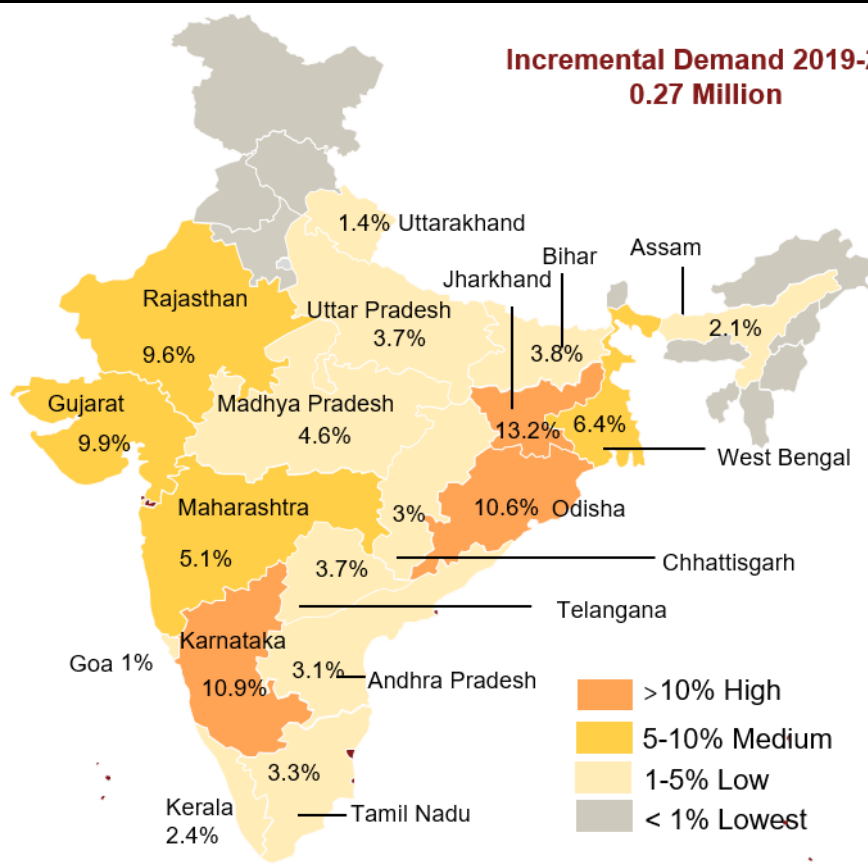 Incremental Demand 2019-2
0.27 Million
1.4% Uttarakhand
Bihar
Assam
Jharkhand
Rajasthan
Uttar Pradesh
3.7%
2.1%
9.6%
3.8%
Gujarat
Madhya Pradesh
9.9%
4.6%
13.2%
6.4%
West Bengal
Maharashtra
3%
10.6% Odisha
5.1%
3.7%
Chhattisgarh
Telangana
Karnataka
Goa 1%
3.1%
Andhra Pradesh
10.9%
>10% High
5-10% Medium
3.3%
1-5% Low
Kerala
2.4%
Tamil Nadu
< 1% Lowest